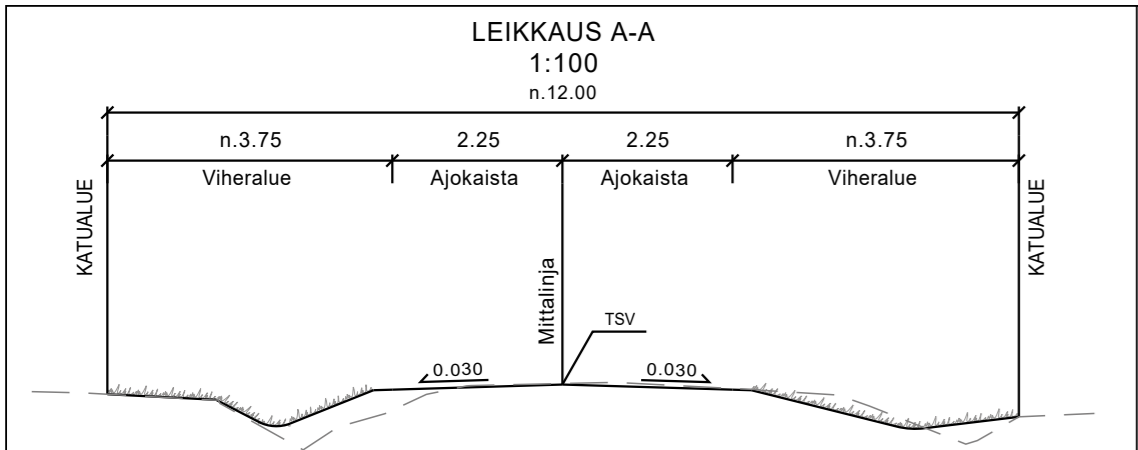 LEIKKAUS A-A
1:100
n.12.00
n.3.75 2.25 2.25 n.3.75
Viheralue Ajokaista Ajokaista Viheralue
KATUALUE
Mittalinja
KATUALUE
TSV
0.030 0.030